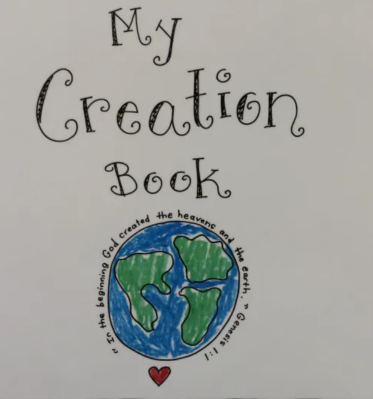 My
Creation
Book
"In the beginning God created the heavens and the earth." Genesis 1:1